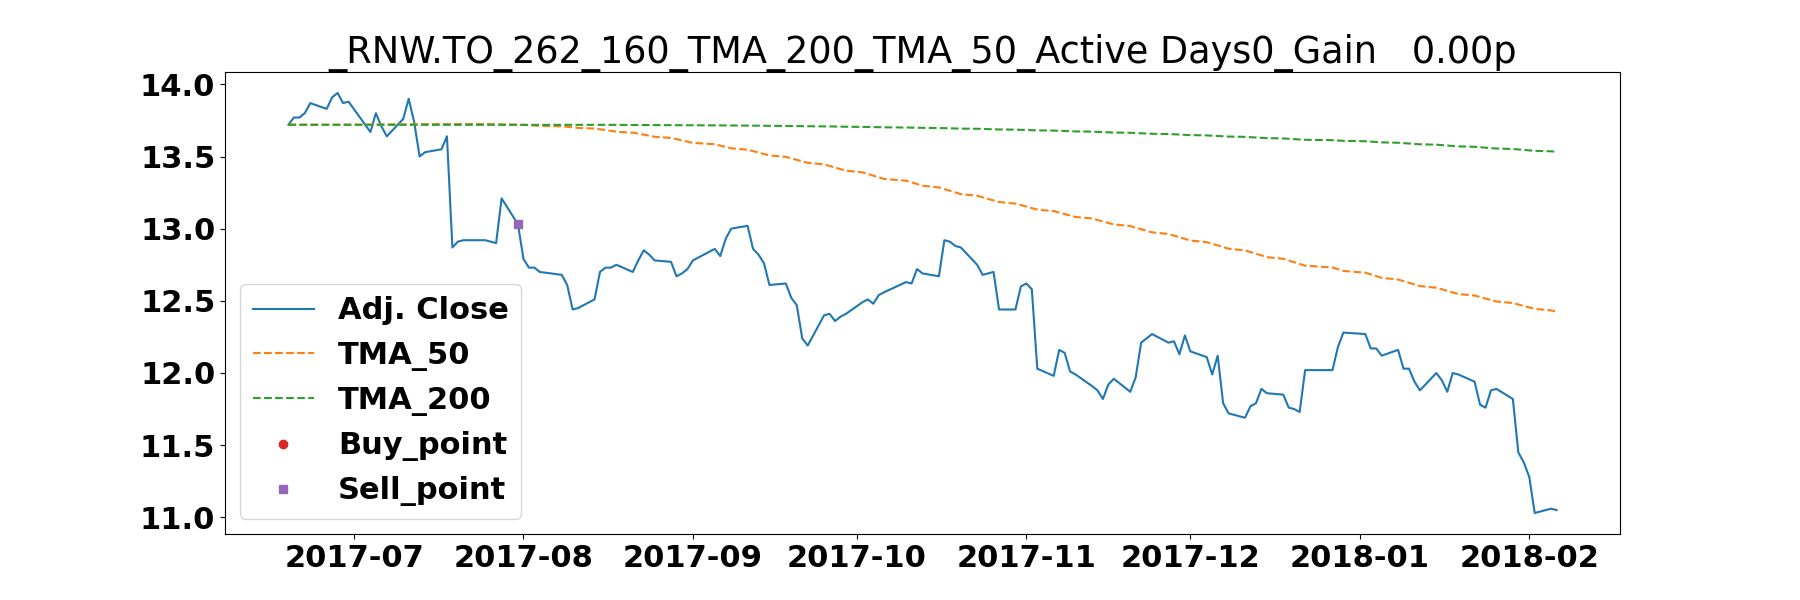 _RNW.TO_262_160_TMA_200_TMA_50_Active Days0_Gain   0.00p
14.0
13.5
13.0
12.5
12.0
11.5
11.0
Adj. Close
TMA_50
TMA_200
Buy_point
Sell_point
2017-07 2017-08 2017-09 2017-10 2017-11 2017-12 2018-01 2018-02